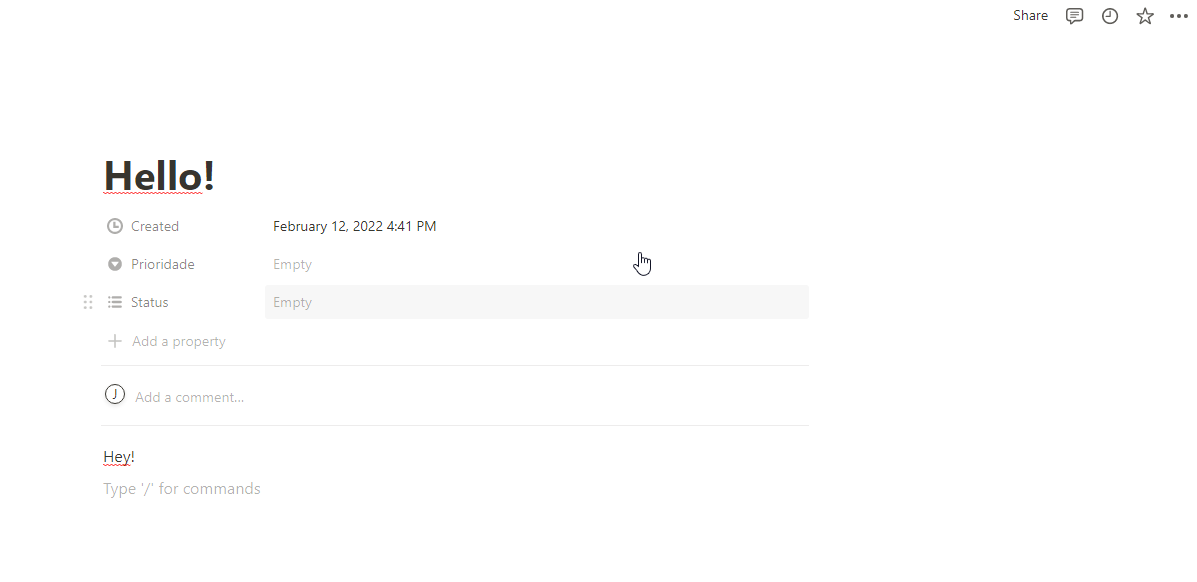 Share
Hello!
Created February 12, 2022 4:41 PM
Prioridade Empty
Status Empty
Add a property
J Add a comment...
Hey!
Type '/' for commands